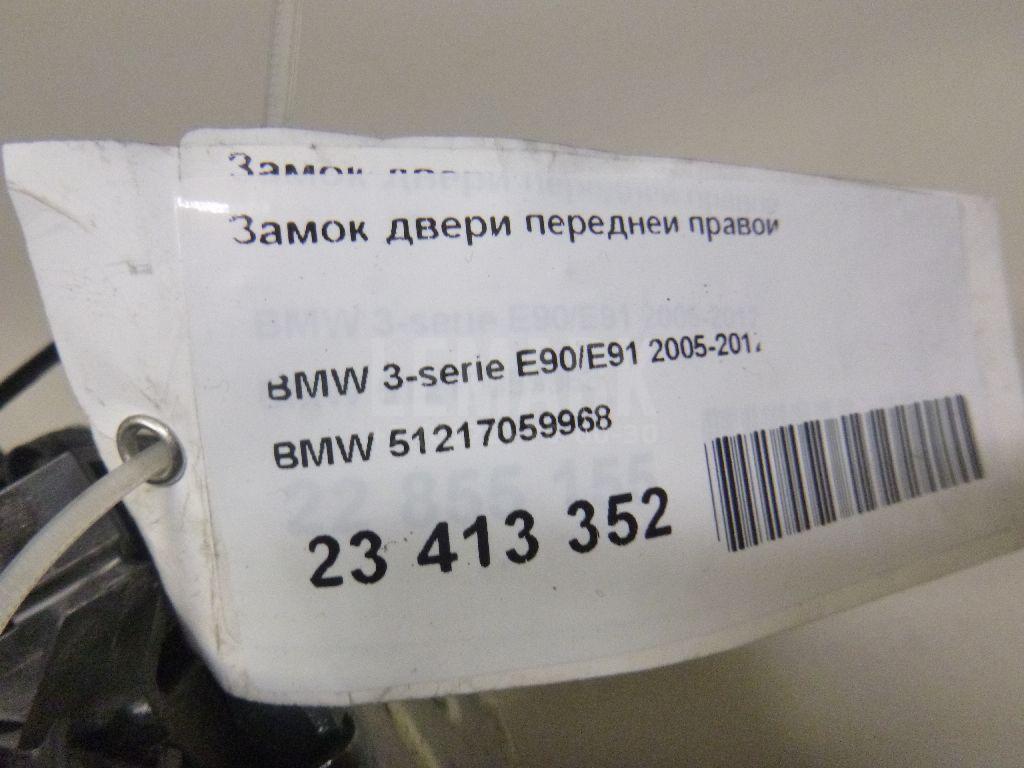 Замок двери передней правой
BMW 3-serie E90/E91 2005-2012
BMW 51217059968
23 413 352